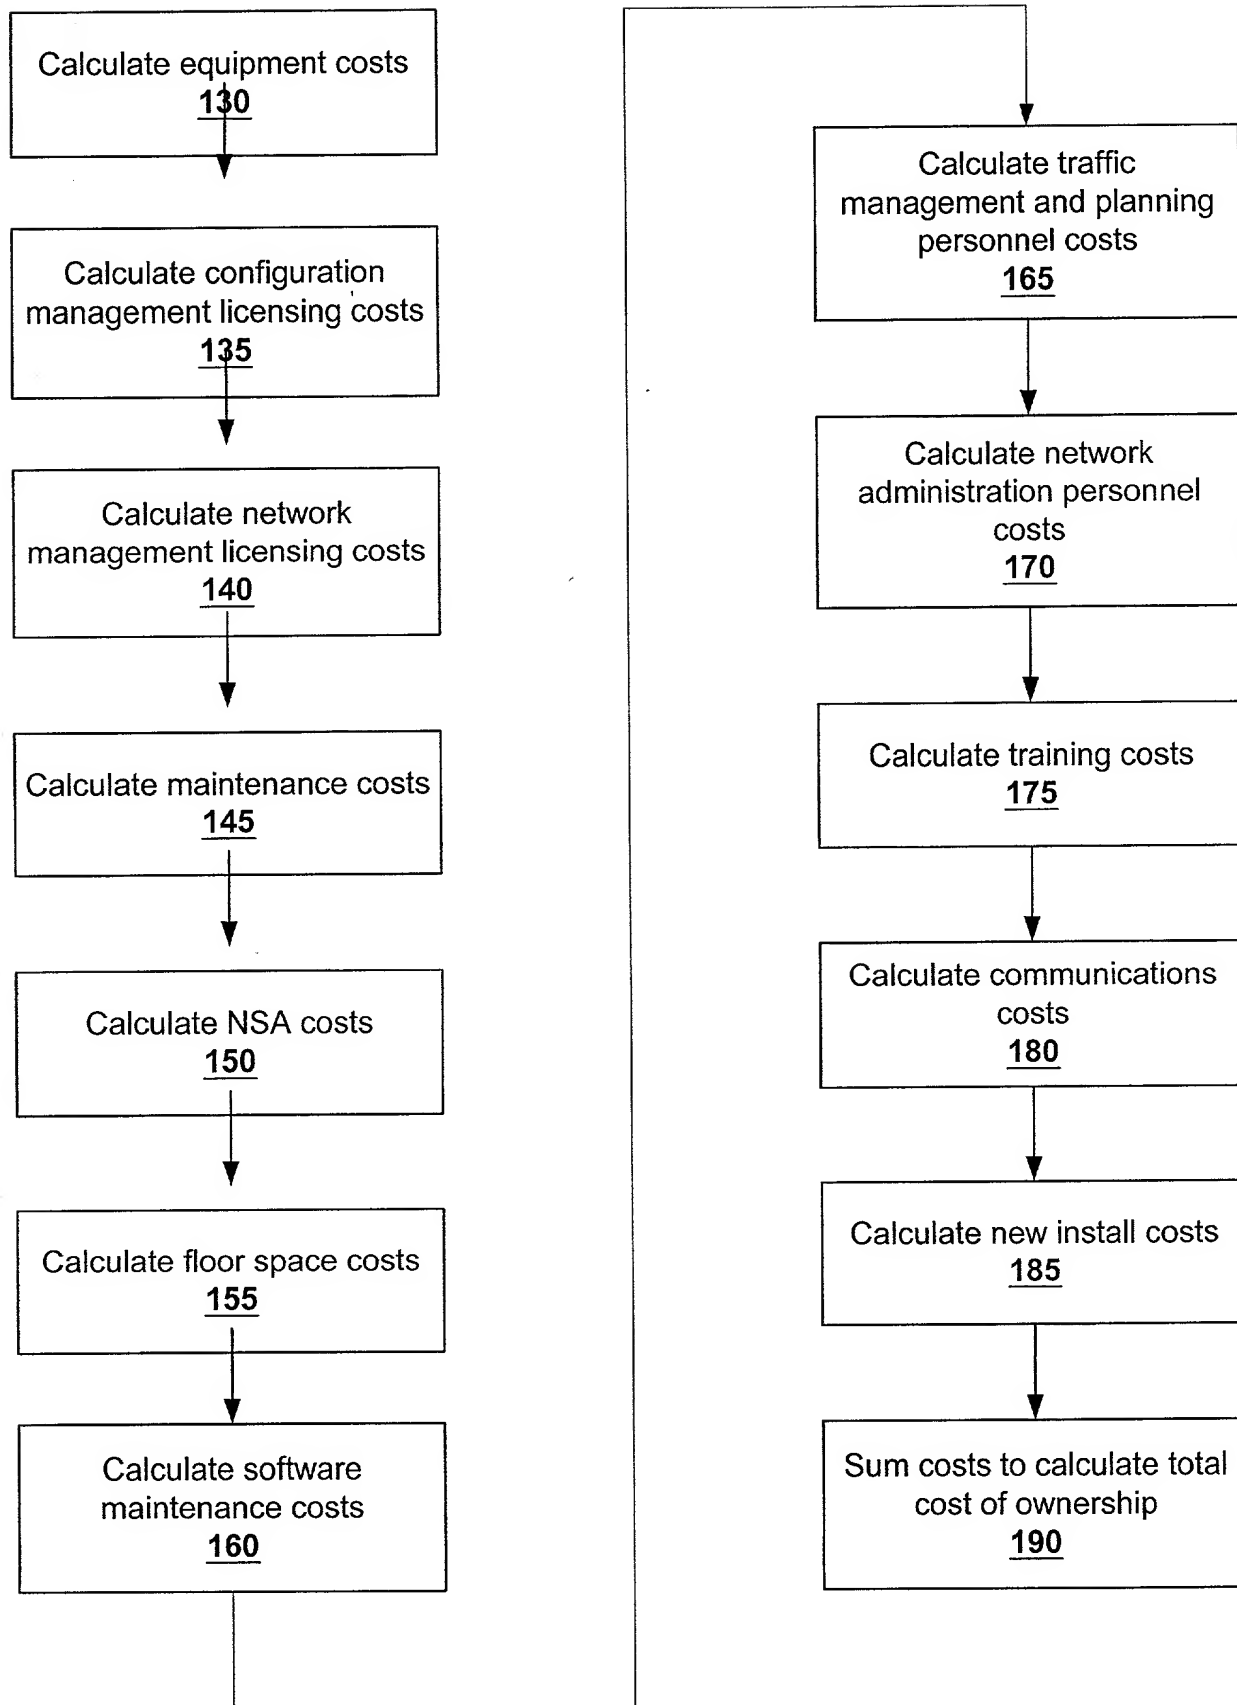 Calculate equipment costs
130
Calculate configuration
management licensing costs
135
Calculate network
management licensing costs
140
Calculate maintenance costs
145
Calculate NSA costs
150
Calculate floor space costs
155
Calculate software
maintenance costs
160
Calculate traffic
management and planning
personnel costs
165
Calculate network
administration personnel
costs
170
Calculate training costs
175
Calculate communications
costs
180
Calculate new install costs
185
Sum costs to calculate total
cost of ownership
190